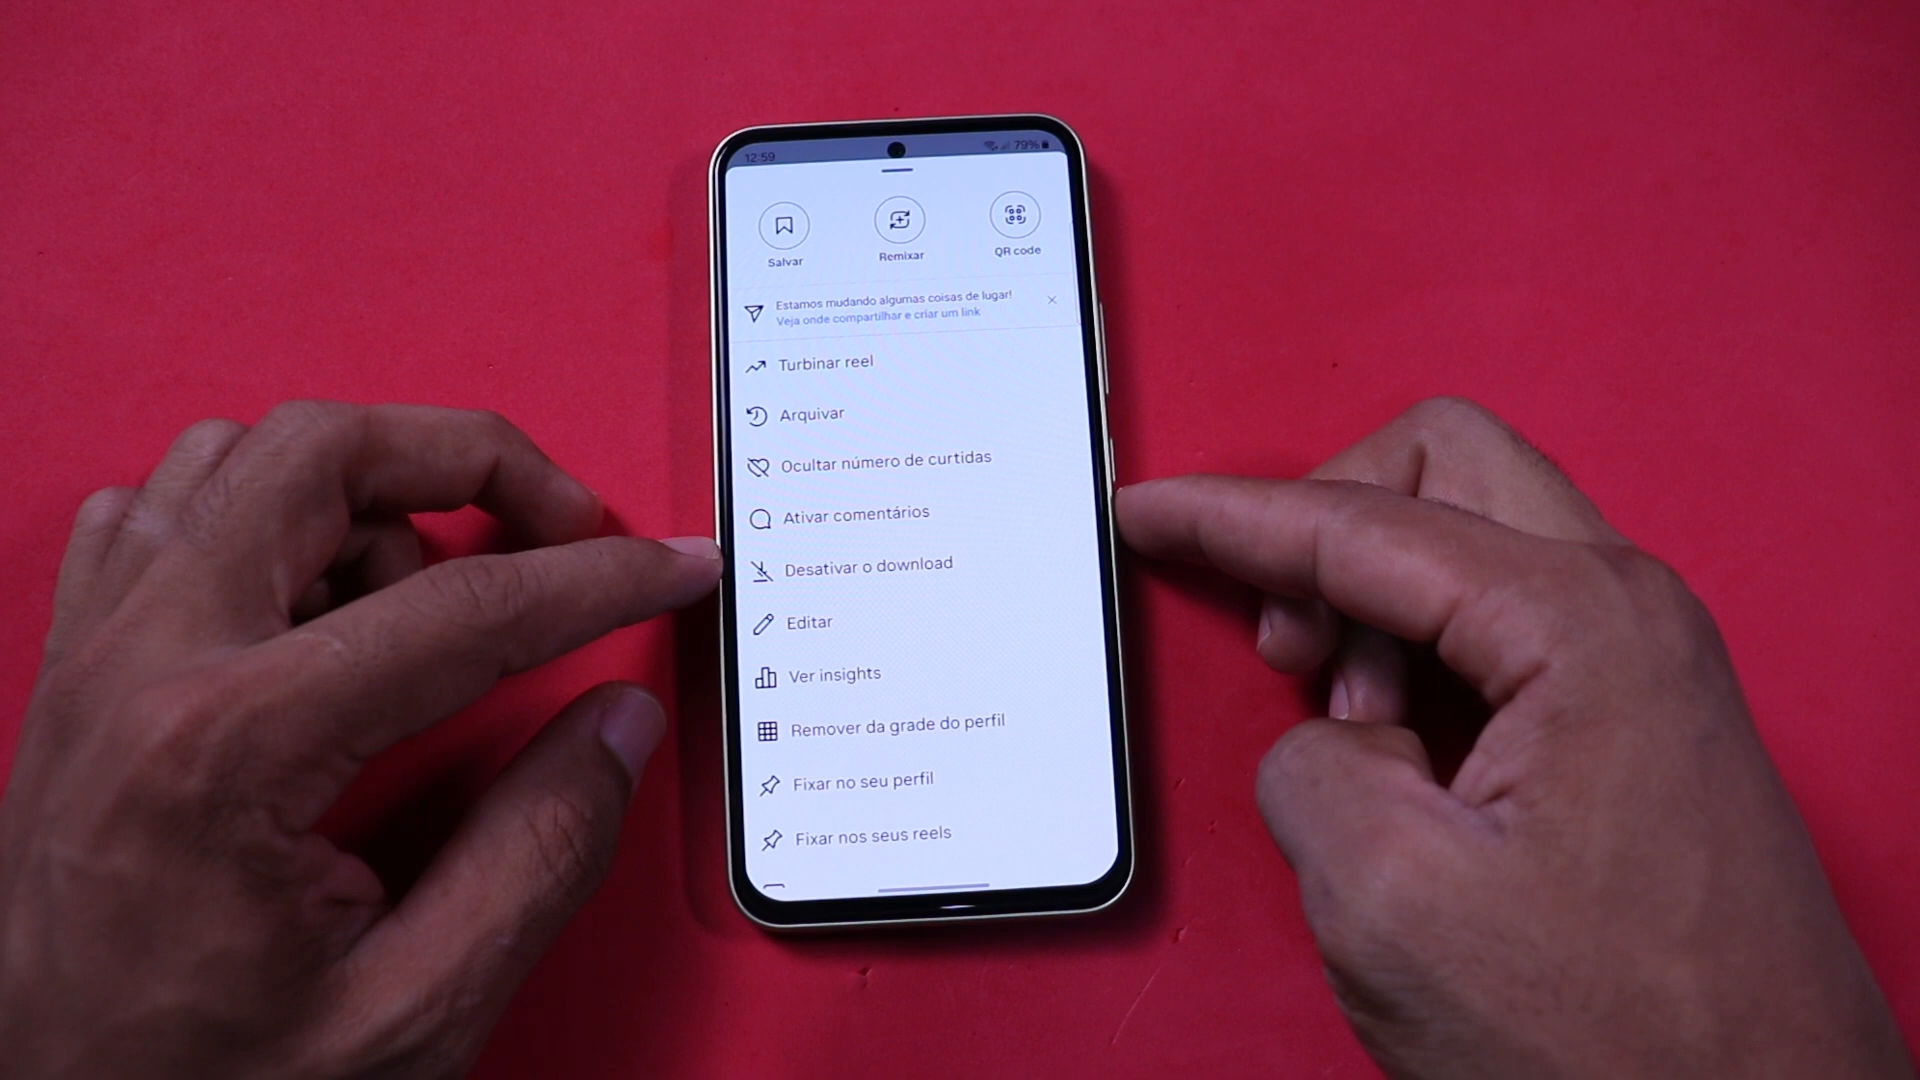 12:59
79%
Salvar
Remixar
QR code
Estamos mudando algumas coisas de lugar!
Veja onde compartilhar e criar um link
Turbinar reel
Arquivar
Ocultar número de curtidas
Ativar comentários
Desativar o download
Editar
Ver insights
Remover da grade do perfil
Fixar no seu perfil
Fixar nos seus reels